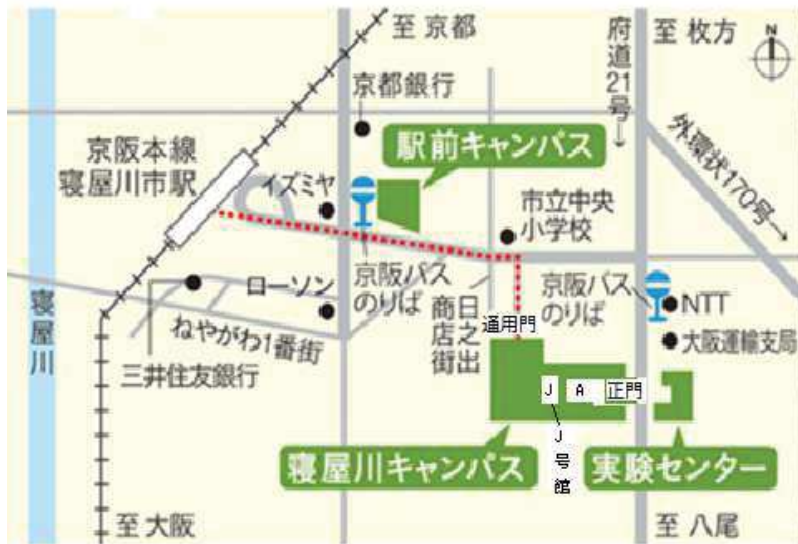 至 京都
府道21号→
至 枚方
N
京都銀行
外環状170号→
駅前キャンパス
京阪本線
寝屋川市駅
イズミヤ
市立中央
小学校
京阪バス
のりば
京阪バス
のりば
NTT
大阪運輸支局
ローソン
日之出
商店街
通用門
寝屋川
ねやがわ1番街
三井住友銀行
J
A
正門
J号館
寝屋川キャンパス
実験センター
至 大阪
至 八尾